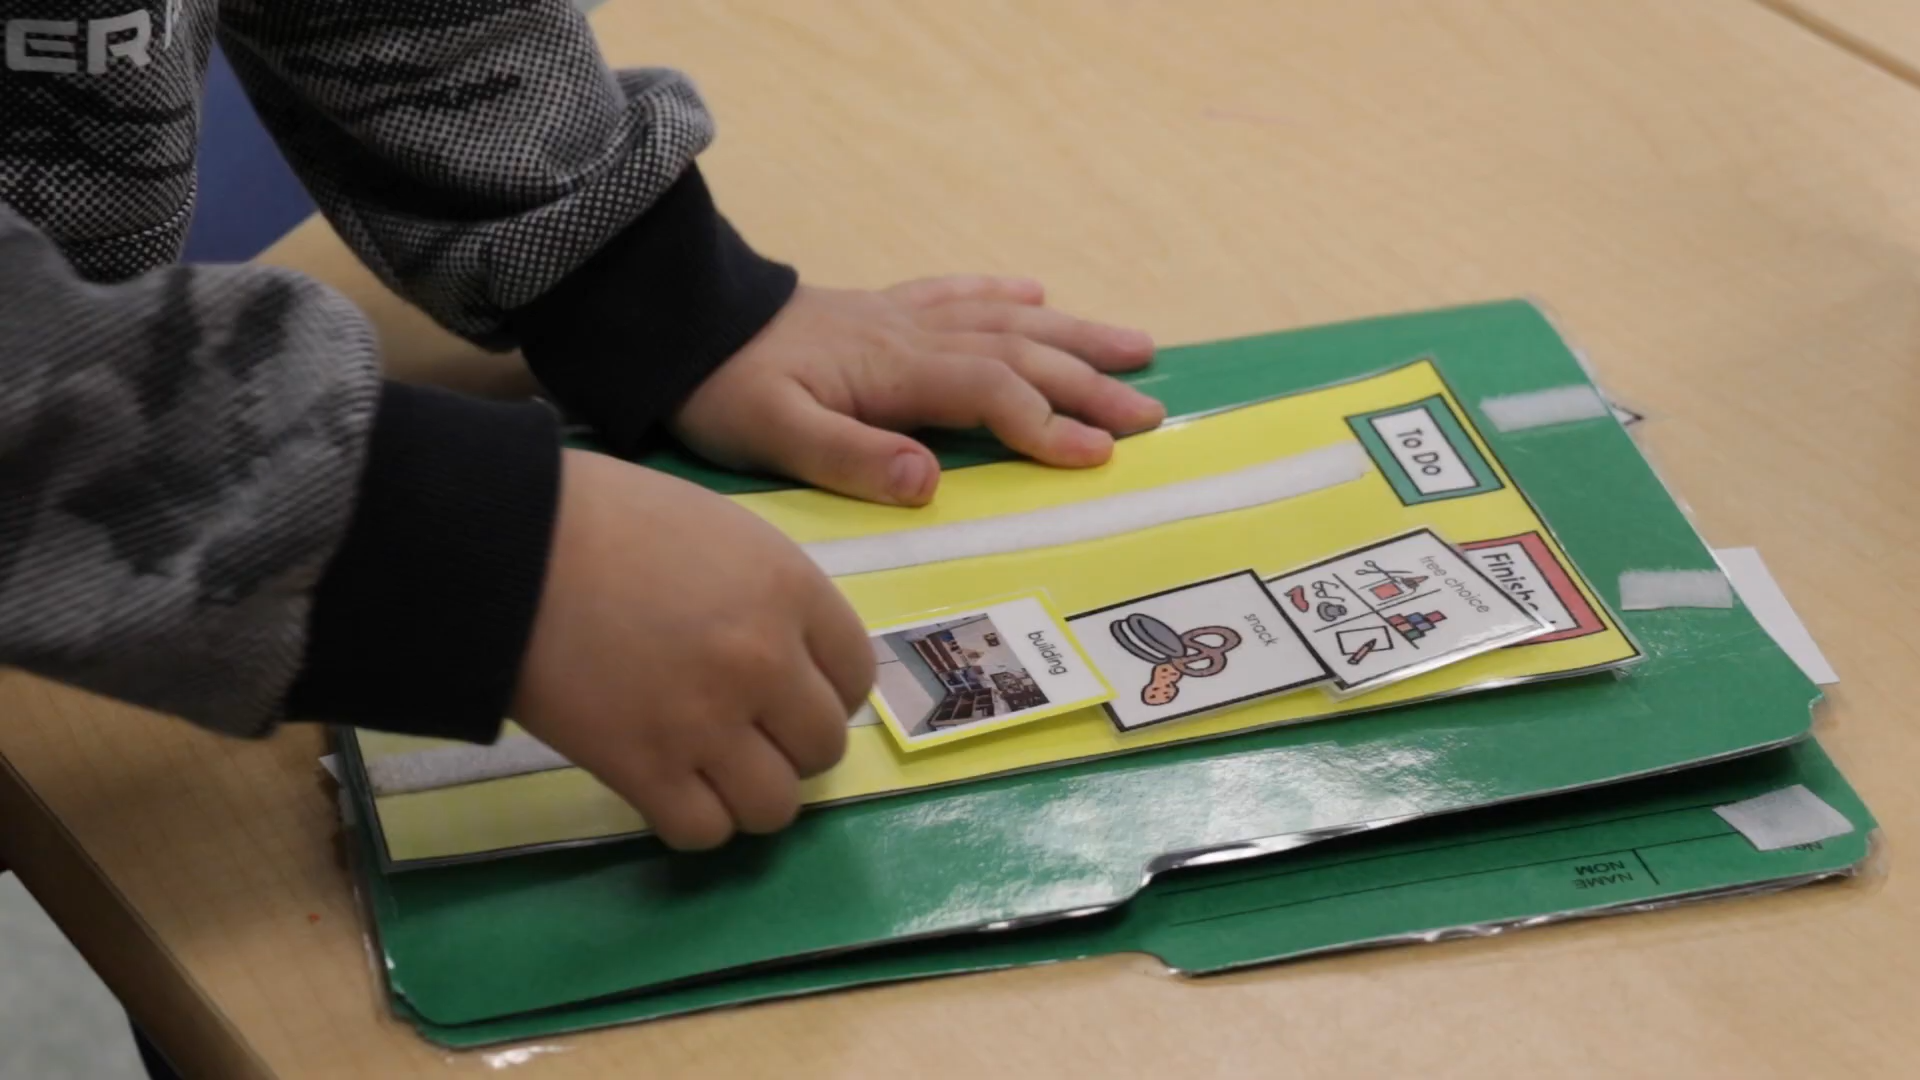 ER
To Do
Finishe
free choice
snack
building
NAME
NOM